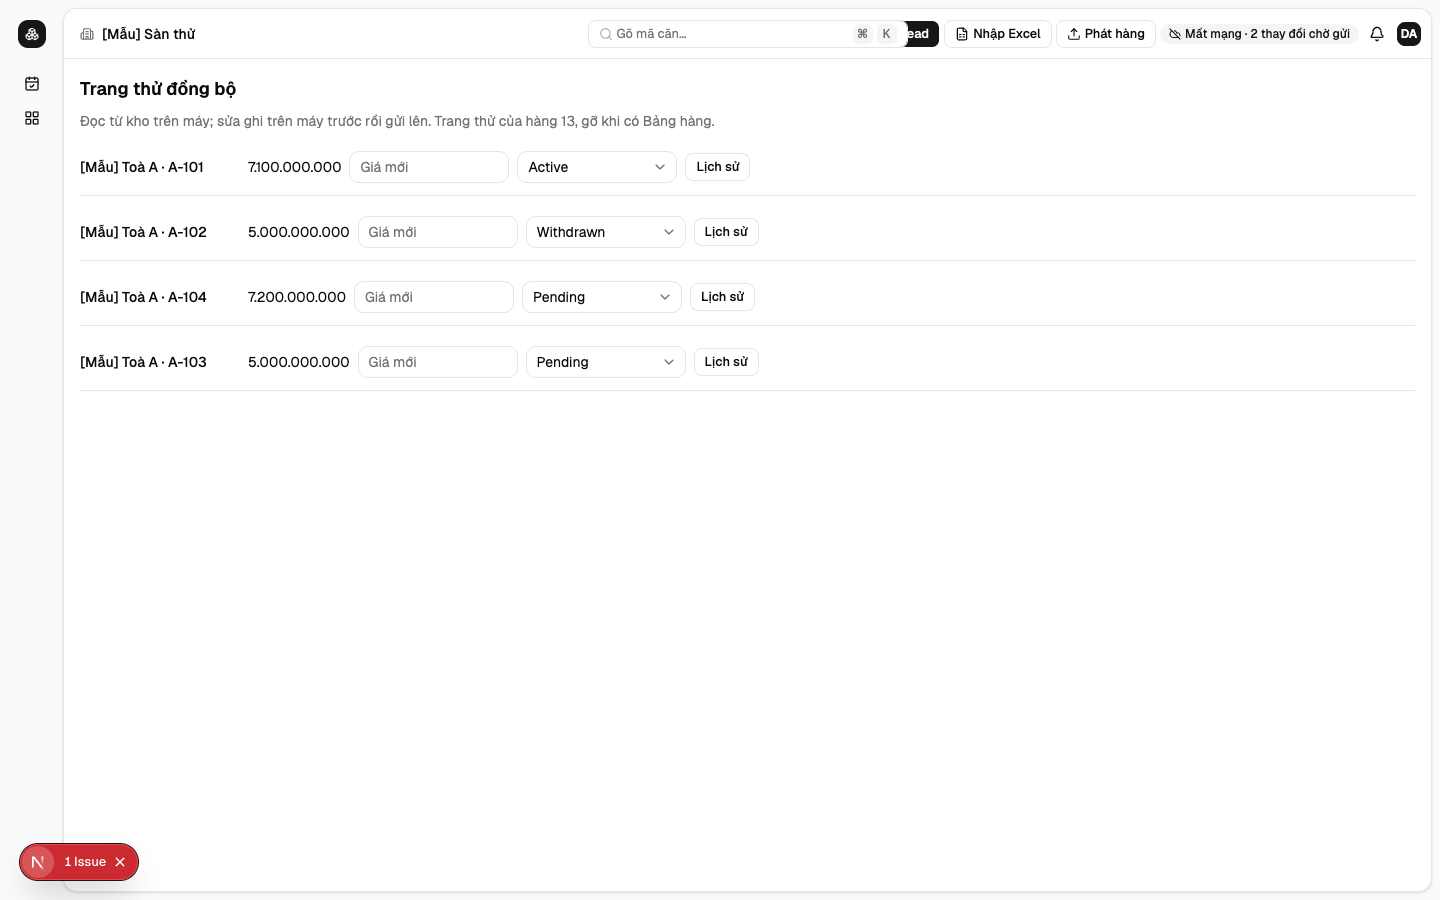 [Mẫu] Sàn thử
Gõ mã căn... ⌘ K
ead
Nhập Excel
Phát hàng
Mất mạng · 2 thay đổi chờ gửi
DA
Trang thử đồng bộ
Đọc từ kho trên máy; sửa ghi trên máy trước rồi gửi lên. Trang thử của hàng 13, gỡ khi có Bảng hàng.
[Mẫu] Toà A · A-101 7.100.000.000 Giá mới Active Lịch sử
[Mẫu] Toà A · A-102 5.000.000.000 Giá mới Withdrawn Lịch sử
[Mẫu] Toà A · A-104 7.200.000.000 Giá mới Pending Lịch sử
[Mẫu] Toà A · A-103 5.000.000.000 Giá mới Pending Lịch sử
N 1 Issue